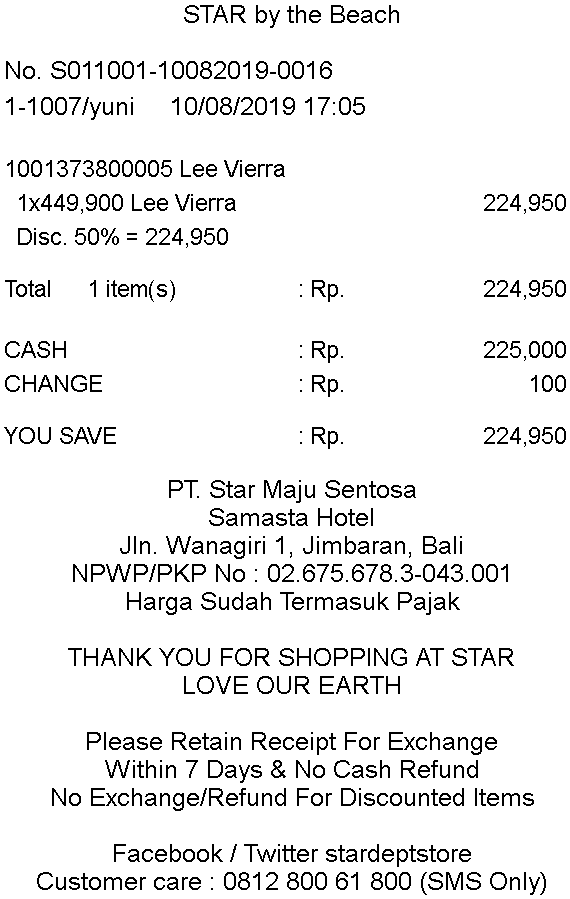 STAR by the Beach
No. S011001-10082019-0016
1-1007/yuni 10/08/2019 17:05
1001373800005 Lee Vierra
1x449,900 Lee Vierra 224,950
Disc. 50% = 224,950
Total 1 item(s) : Rp. 224,950
CASH : Rp. 225,000
CHANGE : Rp. 100
YOU SAVE : Rp. 224,950
PT. Star Maju Sentosa
Samasta Hotel
Jln. Wanagiri 1, Jimbaran, Bali
NPWP/PKP No : 02.675.678.3-043.001
Harga Sudah Termasuk Pajak
THANK YOU FOR SHOPPING AT STAR
LOVE OUR EARTH
Please Retain Receipt For Exchange
Within 7 Days & No Cash Refund
No Exchange/Refund For Discounted Items
Facebook / Twitter stardeptstore
Customer care : 0812 800 61 800 (SMS Only)